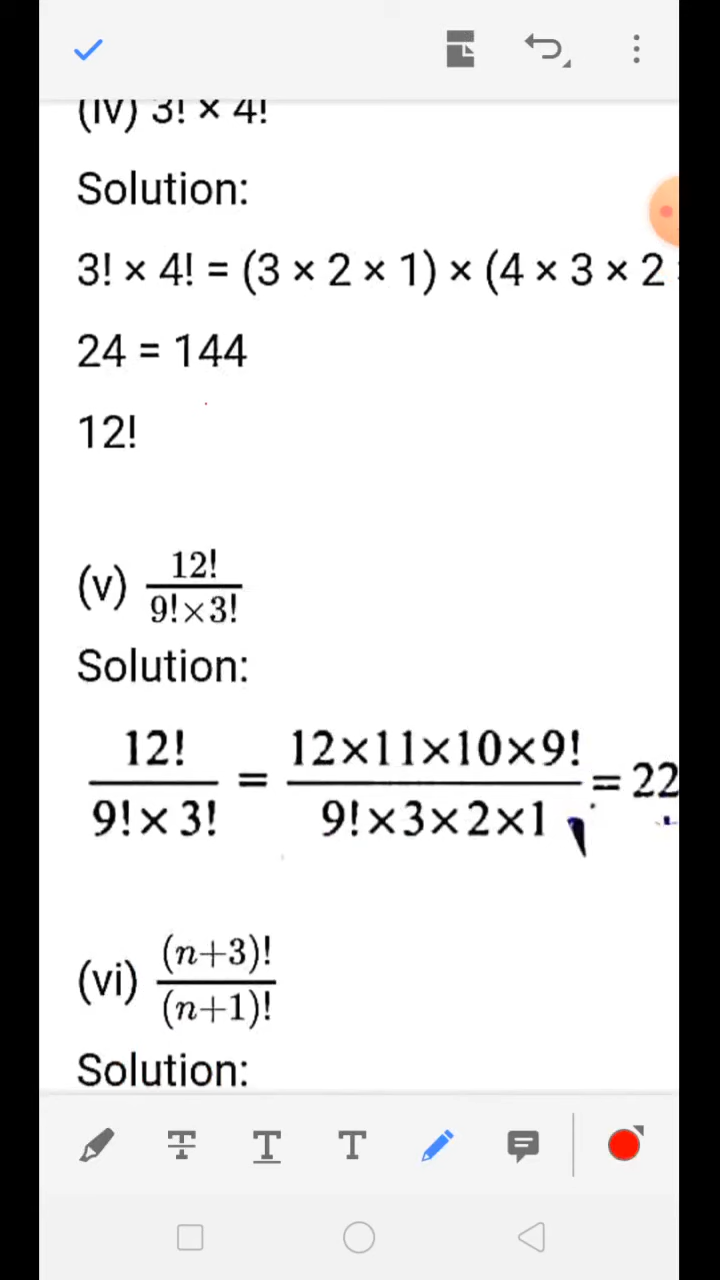 (iv) 3! × 4!
Solution:
3! × 4! = (3 × 2 × 1) × (4 × 3 × 2
24 = 144
12!
(v) 12! / 9!×3!
Solution:
12! / 9!×3! = 12×11×10×9! / 9!×3×2×1 = 22
(vi) (n+3)! / (n+1)!
Solution:
T T T